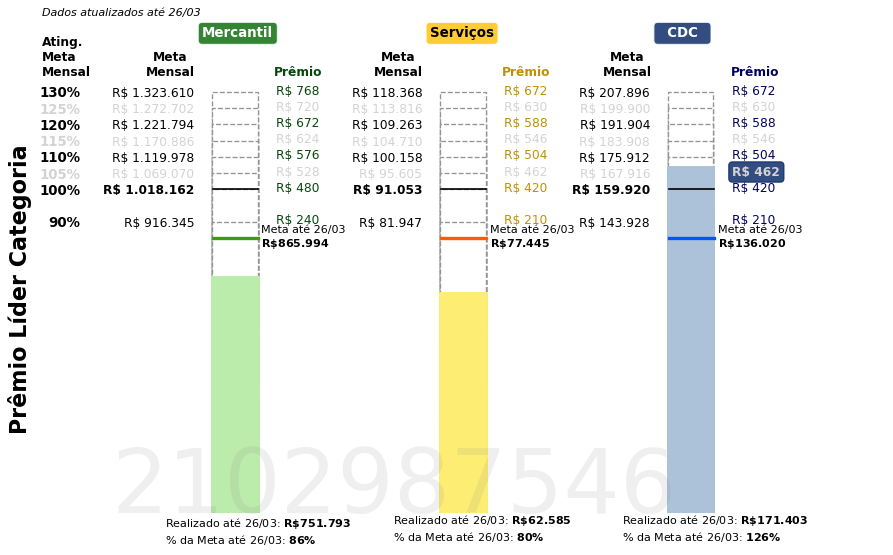 Dados atualizados até 26/03
Mercantil Serviços CDC
Ating. Meta Mensal
Meta Mensal Prêmio Meta Mensal Prêmio Meta Mensal Prêmio
130% R$ 1.323.610 R$ 768 R$ 118.368 R$ 672 R$ 207.896 R$ 672
125% R$ 1.272.702 R$ 720 R$ 113.816 R$ 630 R$ 199.900 R$ 630
120% R$ 1.221.794 R$ 672 R$ 109.263 R$ 588 R$ 191.904 R$ 588
115% R$ 1.170.886 R$ 624 R$ 104.710 R$ 546 R$ 183.908 R$ 546
110% R$ 1.119.978 R$ 576 R$ 100.158 R$ 504 R$ 175.912 R$ 504
105% R$ 1.069.070 R$ 528 R$ 95.605 R$ 462 R$ 167.916 R$ 462
100% R$ 1.018.162 R$ 480 R$ 91.053 R$ 420 R$ 159.920 R$ 420
90% R$ 916.345 R$ 240 R$ 81.947 R$ 210 R$ 143.928 R$ 210
Meta até 26/03 Meta até 26/03 Meta até 26/03
R$865.994 R$77.445 R$136.020
Prêmio Líder Categoria
2102987546
Realizado até 26/03: R$751.793 Realizado até 26/03: R$62.585 Realizado até 26/03: R$171.403
% da Meta até 26/03: 86% % da Meta até 26/03: 80% % da Meta até 26/03: 126%